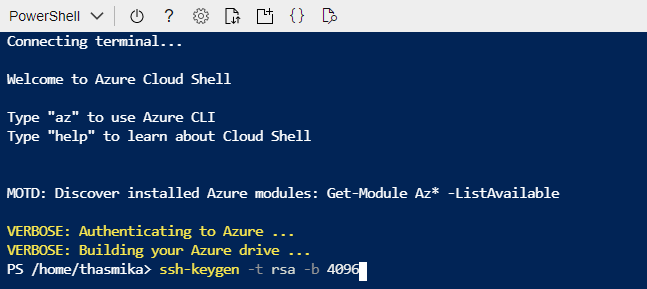 PowerShell
?
{}
Connecting terminal...
Welcome to Azure Cloud Shell
Type "az" to use Azure CLI
Type "help" to learn about Cloud Shell
MOTD: Discover installed Azure modules: Get-Module Az* -ListAvailable
VERBOSE: Authenticating to Azure ...
VERBOSE: Building your Azure drive ...
PS /home/thasmika> ssh-keygen -t rsa -b 4096